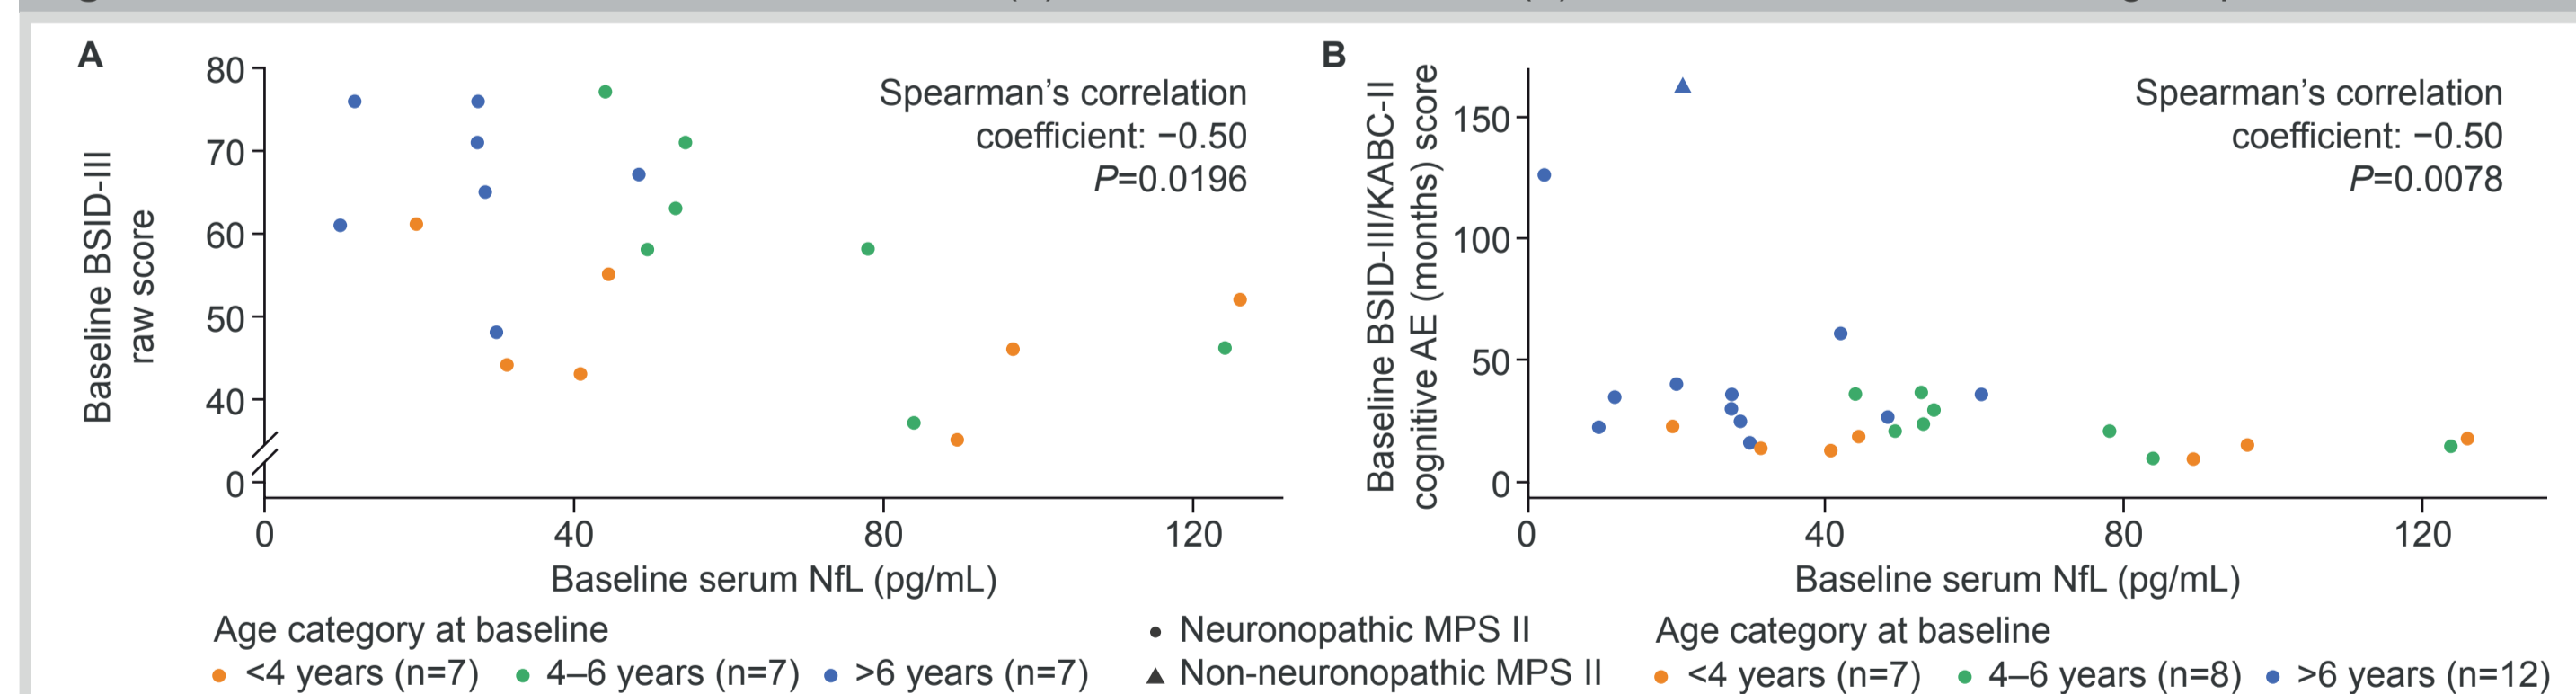 A
Baseline BSID-III
raw score
80
70
60
50
40
0
Spearman’s correlation
coefficient: −0.50
P=0.0196
0 40 80 120
Baseline serum NfL (pg/mL)
B
Baseline BSID-III/KABC-II
cognitive AE (months) score
150
100
50
0
Spearman’s correlation
coefficient: −0.50
P=0.0078
0 40 80 120
Baseline serum NfL (pg/mL)
Age category at baseline
<4 years (n=7) 4–6 years (n=7) >6 years (n=7)
Neuronopathic MPS II
Non-neuronopathic MPS II
Age category at baseline
<4 years (n=7) 4–6 years (n=8) >6 years (n=12)